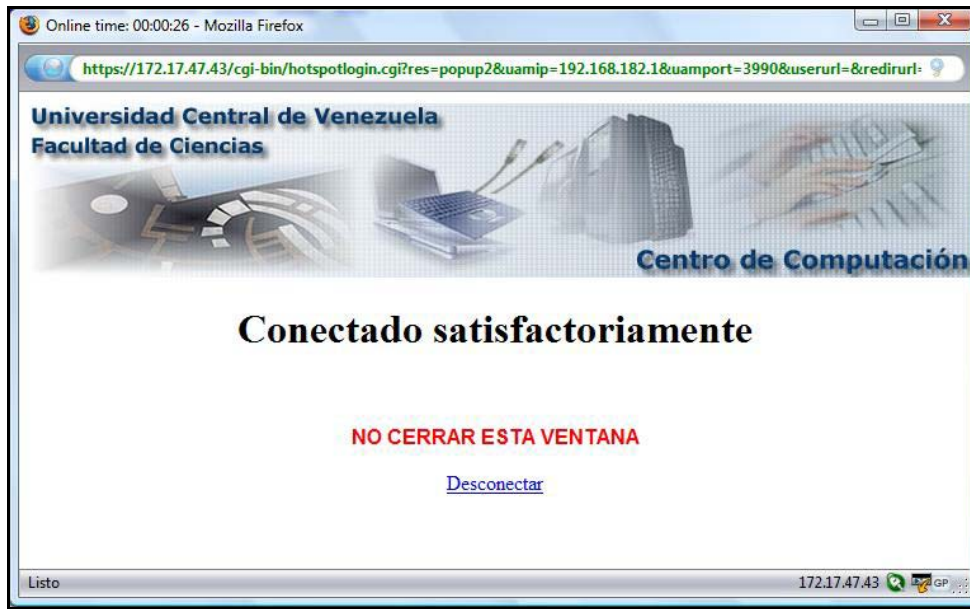 Online time: 00:00:26 - Mozilla Firefox
https://172.17.47.43/cgi-bin/hotspotlogin.cgi?res=popup2&uamip=192.168.182.1&uamport=3990&userurl=&redirurl=
Universidad Central de Venezuela
Facultad de Ciencias
Centro de Computación
Conectado satisfactoriamente
NO CERRAR ESTA VENTANA
Desconectar
Listo
172.17.47.43
GP